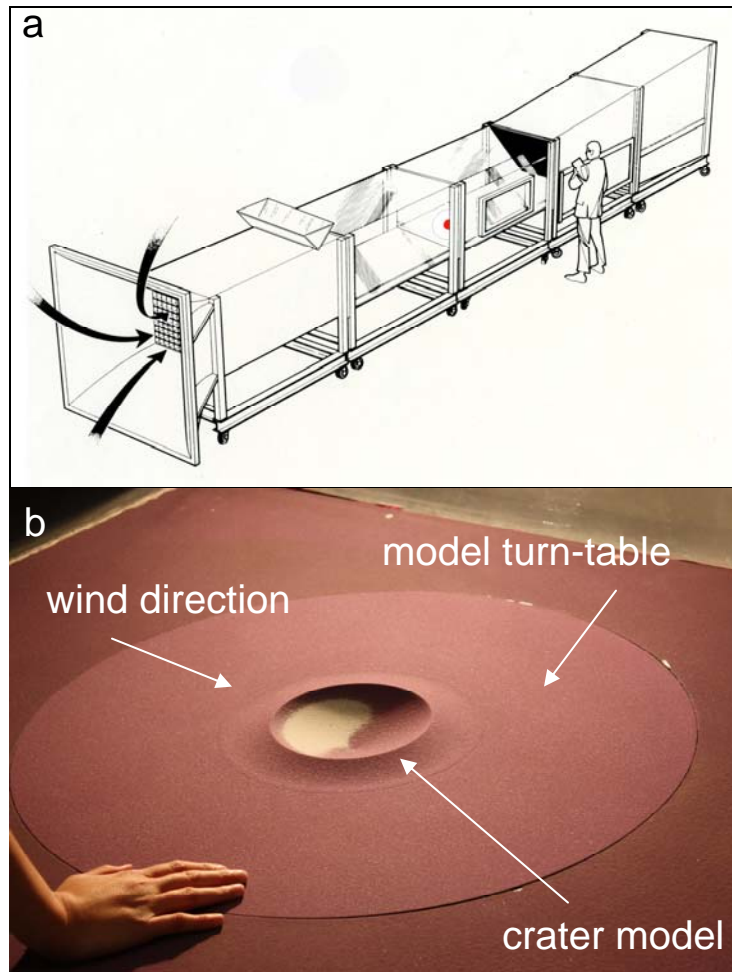 a
b
model turn-table
wind direction
crater model